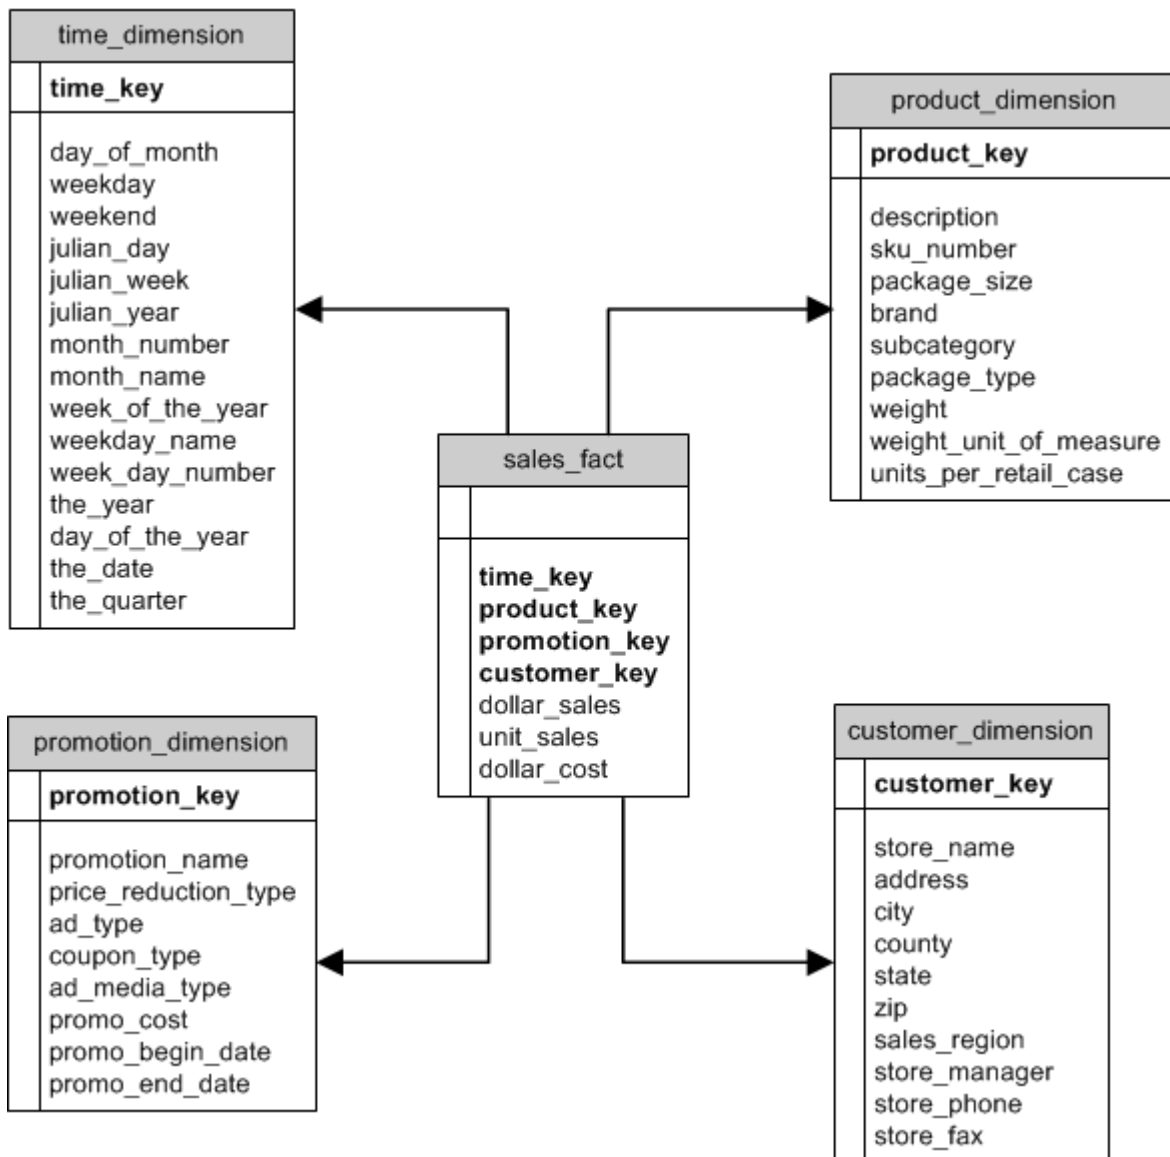 time_dimension
time_key
day_of_month
weekday
weekend
julian_day
julian_week
julian_year
month_number
month_name
week_of_the_year
weekday_name
week_day_number
the_year
day_of_the_year
the_date
the_quarter
product_dimension
product_key
description
sku_number
package_size
brand
subcategory
package_type
weight
weight_unit_of_measure
units_per_retail_case
sales_fact
time_key
product_key
promotion_key
customer_key
dollar_sales
unit_sales
dollar_cost
promotion_dimension
promotion_key
promotion_name
price_reduction_type
ad_type
coupon_type
ad_media_type
promo_cost
promo_begin_date
promo_end_date
customer_dimension
customer_key
store_name
address
city
county
state
zip
sales_region
store_manager
store_phone
store_fax